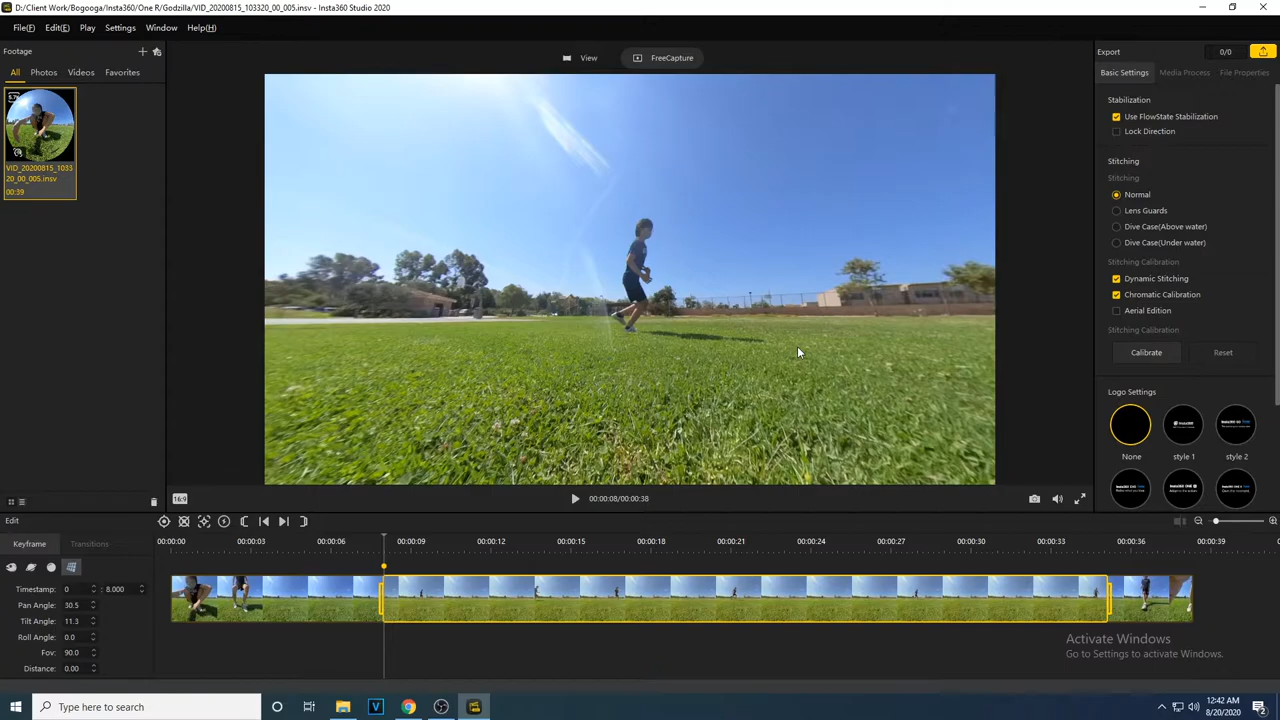 D:/Client Work/Bogooga/Insta360/One R/Godzilla/VID_20200815_103320_00_005.insv - Insta360 Studio 2020
File(F) Edit(E) Play Settings Window Help(H)
Footage
All Photos Videos Favorites
VID_20200815_1033
20_00_005.insv
00:39
View FreeCapture
16:9
00:00:08/00:00:38
Export 0/0
Basic Settings Media Process File Properties
Stabilization
Use FlowState Stabilization
Lock Direction
Stitching
Stitching
Normal
Lens Guards
Dive Case(Above water)
Dive Case(Under water)
Stitching Calibration
Dynamic Stitching
Chromatic Calibration
Aerial Edition
Stitching Calibration
Calibrate Reset
Logo Settings
None style 1 style 2
Edit
Keyframe Transitions
00:00:00 00:00:03 00:00:06 00:00:09 00:00:12 00:00:15 00:00:18 00:00:21 00:00:24 00:00:27 00:00:30 00:00:33 00:00:36 00:00:39
Timestamp: 0 : 8.000
Pan Angle: 30.5
Tilt Angle: 11.3
Roll Angle: 0.0
Fov: 90.0
Distance: 0.00
Activate Windows
Go to Settings to activate Windows.
Type here to search
12:42 AM
8/20/2020
2